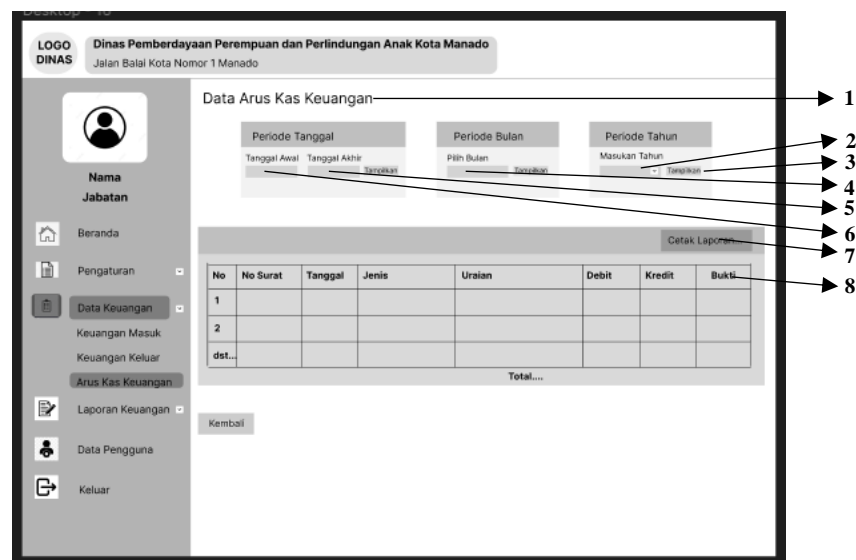 Desktop - 10
LOGO DINAS
Dinas Pemberdayaan Perempuan dan Perlindungan Anak Kota Manado
Jalan Balai Kota Nomor 1 Manado
Nama
Jabatan
Beranda
Pengaturan
Data Keuangan
Keuangan Masuk
Keuangan Keluar
Arus Kas Keuangan
Laporan Keuangan
Data Pengguna
Keluar
Data Arus Kas Keuangan
Periode Tanggal
Tanggal Awal Tanggal Akhir
Tampilkan
Periode Bulan
Pilih Bulan
Tampilkan
Periode Tahun
Masukan Tahun
Tampilkan
Cetak Laporan
No No Surat Tanggal Jenis Uraian Debit Kredit Bukti
1
2
dst...
Total....
Kembali
1
2
3
4
5
6
7
8